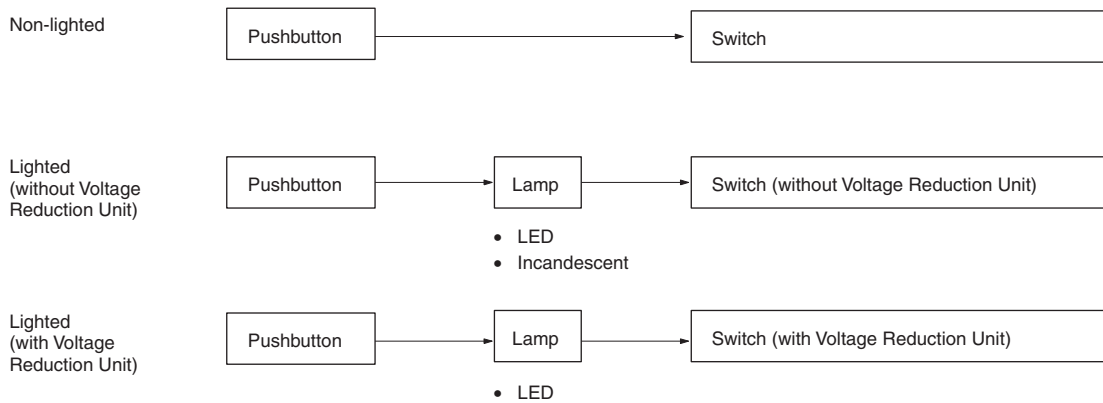 Non-lighted
Pushbutton
Switch
Lighted
(without Voltage
Reduction Unit)
Pushbutton
Lamp
Switch (without Voltage Reduction Unit)
• LED
• Incandescent
Lighted
(with Voltage
Reduction Unit)
Pushbutton
Lamp
Switch (with Voltage Reduction Unit)
• LED